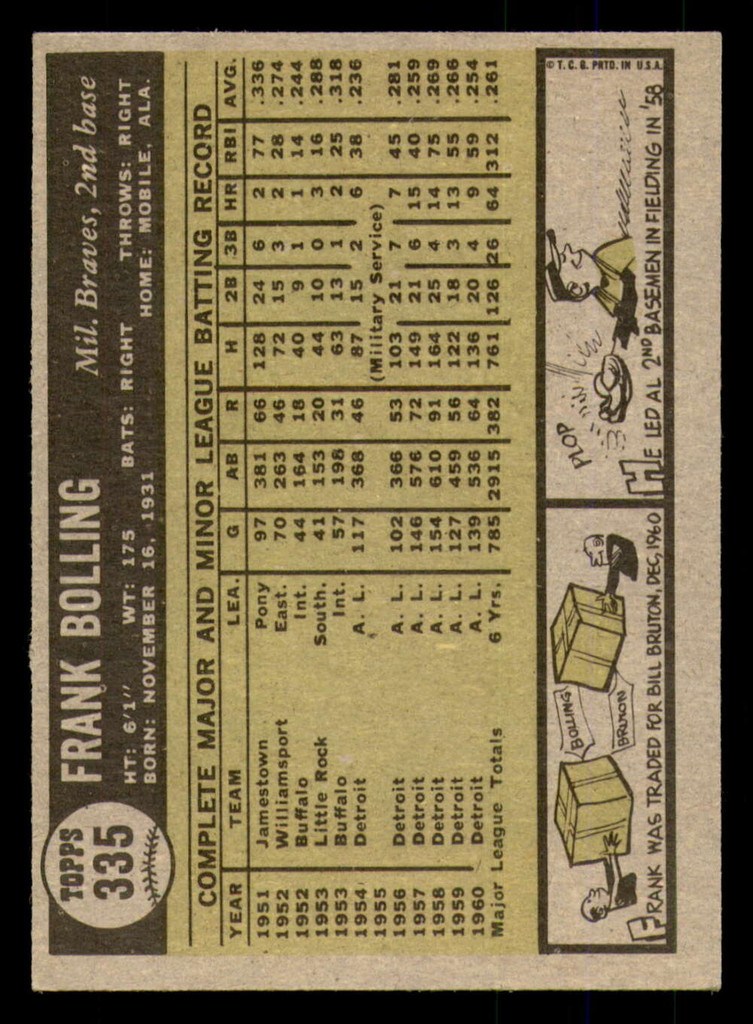 TOPPS
335
FRANK BOLLING Mil. Braves, 2nd base
HT: 6'1" WT: 175 BATS: RIGHT THROWS: RIGHT
BORN: NOVEMBER 16, 1931 HOME: MOBILE, ALA.
COMPLETE MAJOR AND MINOR LEAGUE BATTING RECORD
YEAR TEAM LEA. G AB R H 2B 3B HR RBI AVG.
1951 Jamestown Pony 97 381 66 128 24 6 2 77 .336
1952 Williamsport East. 70 263 46 72 15 3 2 28 .274
1952 Buffalo Int. 44 164 18 40 9 1 1 14 .244
1953 Little Rock South. 41 153 20 44 10 0 3 16 .288
1953 Buffalo Int. 57 198 31 63 13 1 2 25 .318
1954 Detroit A. L. 117 368 46 87 15 2 6 38 .236
1955 (Military Service)
1956 Detroit A. L. 102 366 53 103 21 7 7 45 .281
1957 Detroit A. L. 146 576 72 149 21 6 15 40 .259
1958 Detroit A. L. 154 610 91 164 25 4 14 75 .269
1959 Detroit A. L. 127 459 56 122 18 3 13 55 .266
1960 Detroit A. L. 139 536 64 136 20 4 9 59 .254
Major League Totals 6 Yrs. 785 2915 382 761 126 26 64 312 .261
BOLLING
BRUTON
FRANK WAS TRADED FOR BILL BRUTON, DEC, 1960
© T. C. G. PRTD. IN U.S.A.
PLOP
HE LED AL 2ND BASEMEN IN FIELDING IN '58